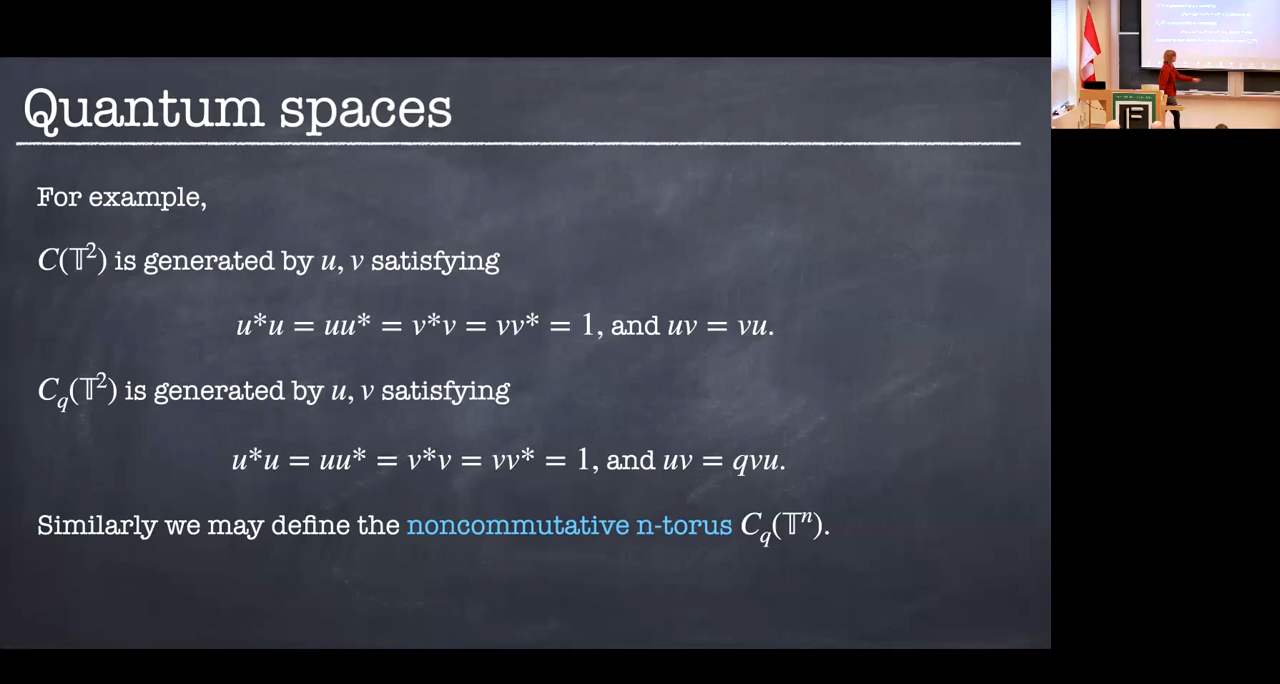 Quantum spaces
For example,
C(𝕋²) is generated by u, v satisfying
u*u = uu* = v*v = vv* = 1, and uv = vu.
C_q(𝕋²) is generated by u, v satisfying
u*u = uu* = v*v = vv* = 1, and uv = qvu.
Similarly we may define the noncommutative n-torus C_q(𝕋ⁿ).